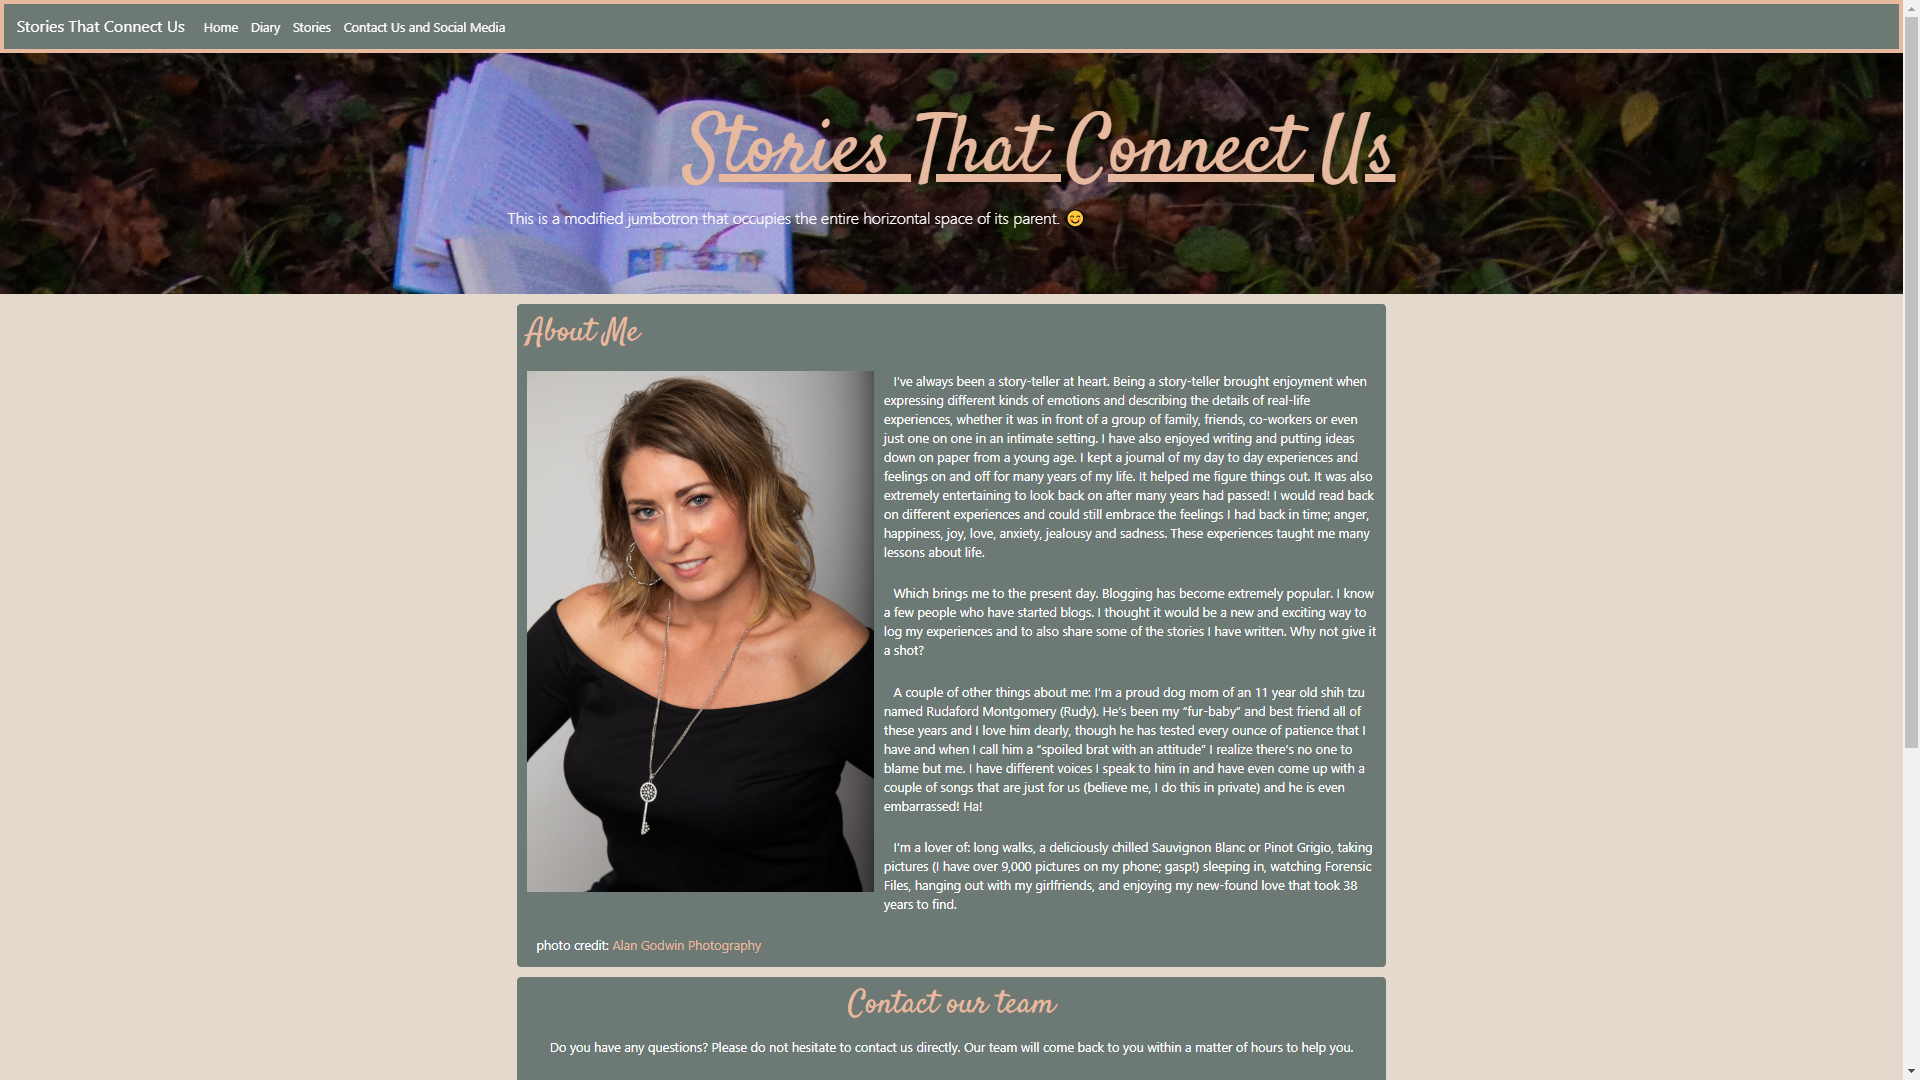 Stories That Connect Us Home Diary Stories Contact Us and Social Media
Stories That Connect Us
This is a modified jumbotron that occupies the entire horizontal space of its parent. 😊
About Me
I've always been a story-teller at heart. Being a story-teller brought enjoyment when
expressing different kinds of emotions and describing the details of real-life
experiences, whether it was in front of a group of family, friends, co-workers or even
just one on one in an intimate setting. I have also enjoyed writing and putting ideas
down on paper from a young age. I kept a journal of my day to day experiences and
feelings on and off for many years of my life. It helped me figure things out. It was also
extremely entertaining to look back on after many years had passed! I would read back
on different experiences and could still embrace the feelings I had back in time; anger,
happiness, joy, love, anxiety, jealousy and sadness. These experiences taught me many
lessons about life.
Which brings me to the present day. Blogging has become extremely popular. I know
a few people who have started blogs. I thought it would be a new and exciting way to
log my experiences and to also share some of the stories I have written. Why not give it
a shot?
A couple of other things about me: I'm a proud dog mom of an 11 year old shih tzu
named Rudaford Montgomery (Rudy). He's been my “fur-baby” and best friend all of
these years and I love him dearly, though he has tested every ounce of patience that I
have and when I call him a “spoiled brat with an attitude” I realize there's no one to
blame but me. I have different voices I speak to him in and have even come up with a
couple of songs that are just for us (believe me, I do this in private) and he is even
embarrassed! Ha!
I'm a lover of: long walks, a deliciously chilled Sauvignon Blanc or Pinot Grigio, taking
pictures (I have over 9,000 pictures on my phone; gasp!) sleeping in, watching Forensic
Files, hanging out with my girlfriends, and enjoying my new-found love that took 38
years to find.
photo credit: Alan Godwin Photography
Contact our team
Do you have any questions? Please do not hesitate to contact us directly. Our team will come back to you within a matter of hours to help you.